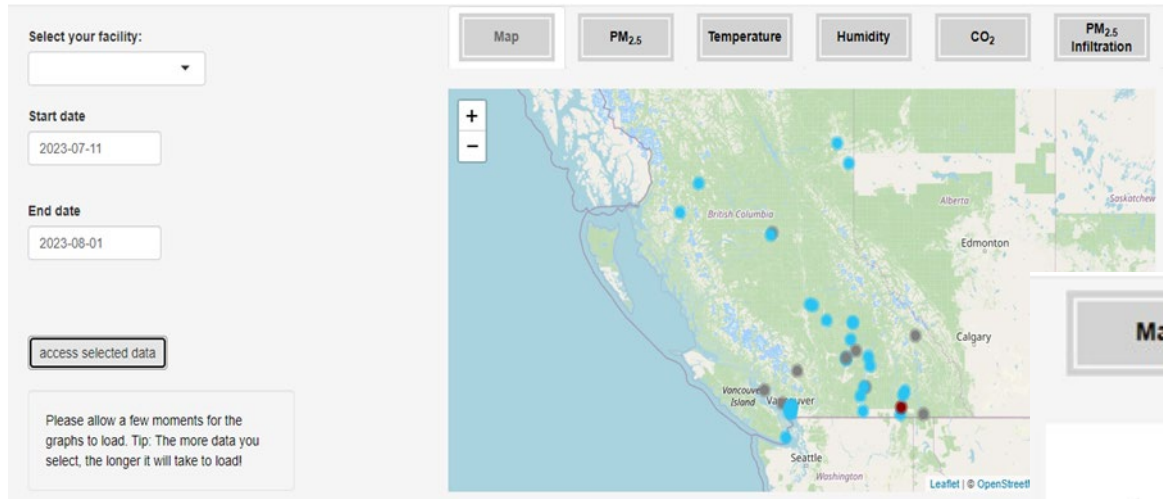 Select your facility:
Start date
2023-07-11
End date
2023-08-01
access selected data
Please allow a few moments for the
graphs to load. Tip: The more data you
select, the longer it will take to load!
Map
PM2.5
Temperature
Humidity
CO2
PM2.5
Infiltration
+
−
British Columbia
Alberta
Saskatchew
Edmonton
Calgary
Vancouver
Island
Vancouver
Seattle
Washington
Leaflet | © OpenStreetM
Ma